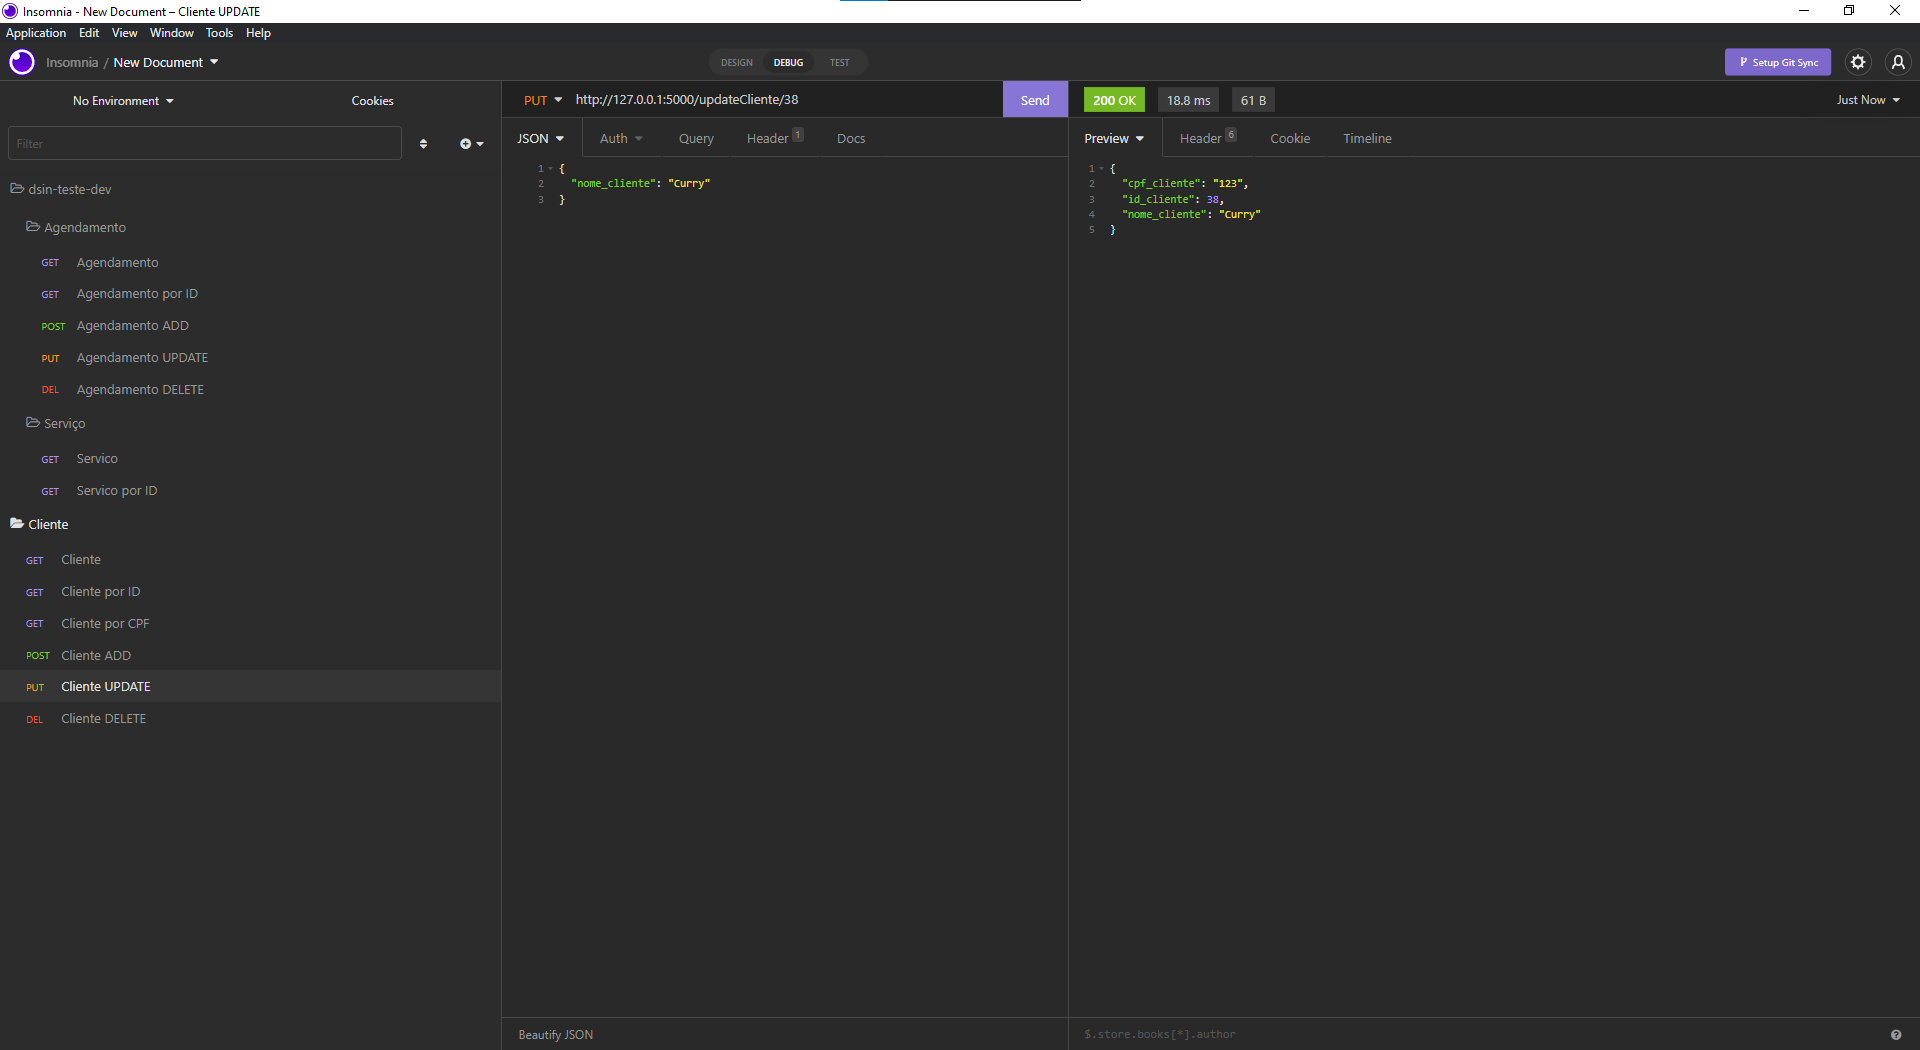 Insomnia - New Document – Cliente UPDATE
Application Edit View Window Tools Help
Insomnia / New Document
DESIGN DEBUG TEST
Setup Git Sync
No Environment
Cookies
Filter
dsin-teste-dev
Agendamento
GET Agendamento
GET Agendamento por ID
POST Agendamento ADD
PUT Agendamento UPDATE
DEL Agendamento DELETE
Serviço
GET Servico
GET Servico por ID
Cliente
GET Cliente
GET Cliente por ID
GET Cliente por CPF
POST Cliente ADD
PUT Cliente UPDATE
DEL Cliente DELETE
PUT http://127.0.0.1:5000/updateCliente/38 Send
JSON Auth Query Header 1 Docs
1 {
2 "nome_cliente": "Curry"
3 }
Beautify JSON
200 OK 18.8 ms 61 B Just Now
Preview Header 6 Cookie Timeline
1 {
2 "cpf_cliente": "123",
3 "id_cliente": 38,
4 "nome_cliente": "Curry"
5 }
$.store.books[*].author